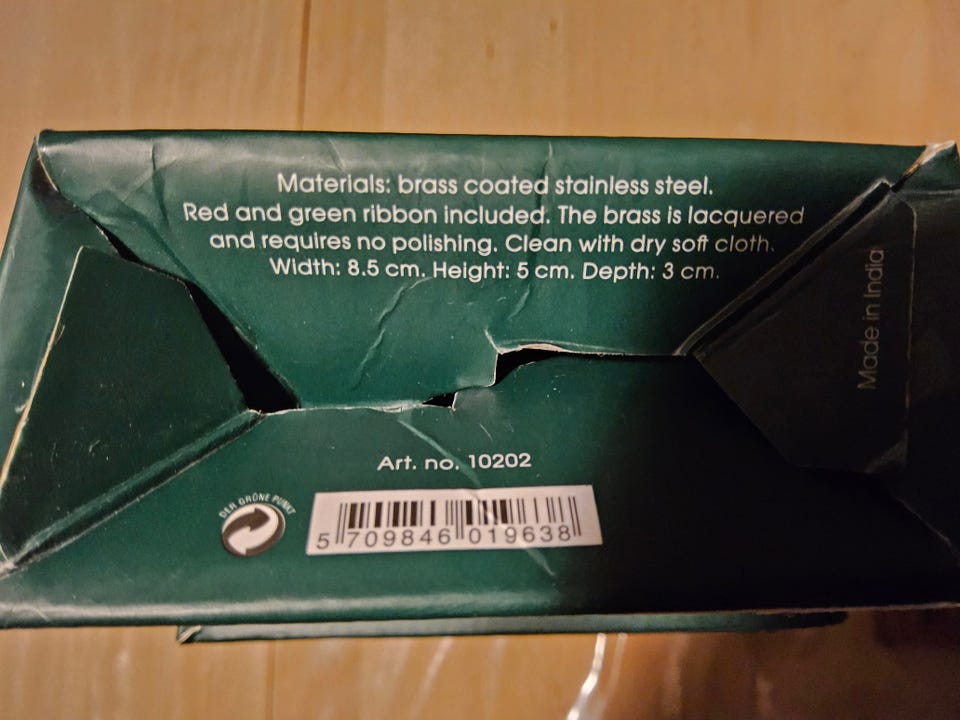 Materials: brass coated stainless steel.
Red and green ribbon included. The brass is lacquered
and requires no polishing. Clean with dry soft cloth.
Width: 8.5 cm. Height: 5 cm. Depth: 3 cm.
Made in India
Art. no. 10202
DER GRÜNE PUNKT
5 709846 019638